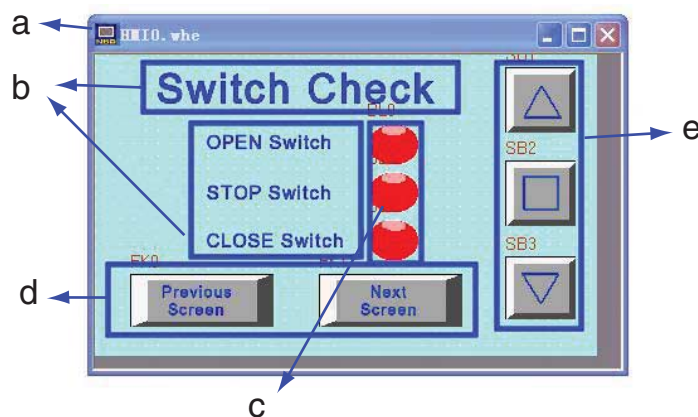 a
HMI0.whe
b
Switch Check
OPEN Switch
STOP Switch
CLOSE Switch
SB2
SB3
e
d
Previous
Screen
Next
Screen
c